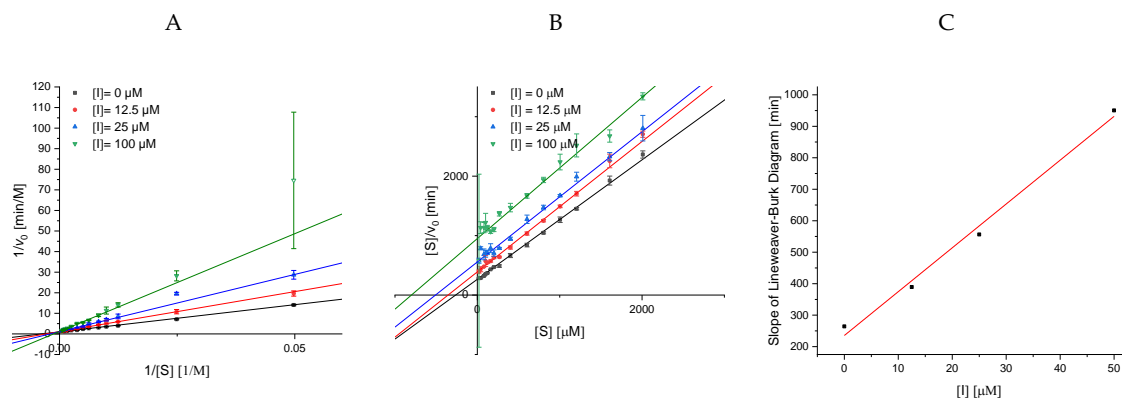 A
B
C
120
110
100
90
80
70
60
50
40
30
20
10
0
-10
0.00
0.05
1/v₀ [min/M]
1/[S] [1/M]
[I]= 0 µM
[I]= 12.5 µM
[I]= 25 µM
[I]= 100 µM
2000
0
0
2000
[S]/v₀ [min]
[S] [µM]
[I]= 0 µM
[I]= 12.5 µM
[I]= 25 µM
[I]= 100 µM
1000
900
800
700
600
500
400
300
200
0
10
20
30
40
50
Slope of Lineweaver-Burk Diagram [min]
[I] [µM]